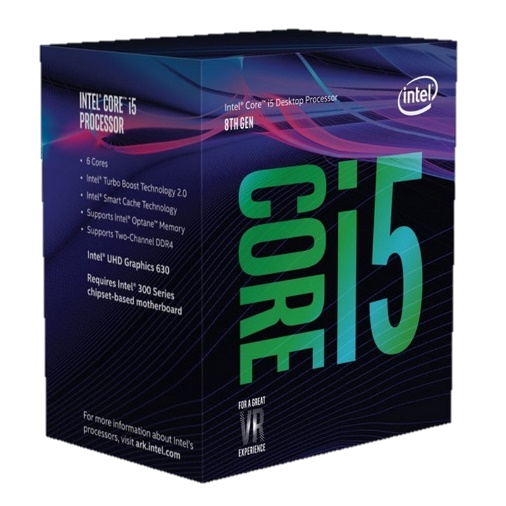 INTEL® CORE™ i5
PROCESSOR
• 6 Cores
• Intel® Turbo Boost Technology 2.0
• Intel® Smart Cache Technology
• Supports Intel® Optane™ Memory
• Supports Two-Channel DDR4
Intel® UHD Graphics 630
Requires Intel® 300 Series
chipset-based motherboard
For more information about Intel's
processors, visit ark.intel.com
Intel® Core™ i5 Desktop Processor
8TH GEN
intel®
CORE
i5
FOR A GREAT
VR
EXPERIENCE